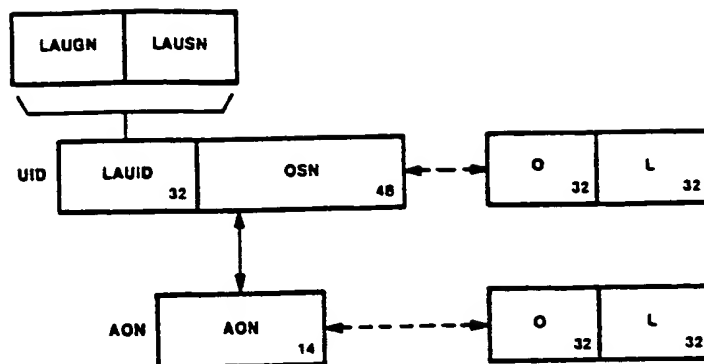 LAUGN LAUSN
UID LAUID 32 OSN 48 O 32 L 32
AON AON 14 O 32 L 32